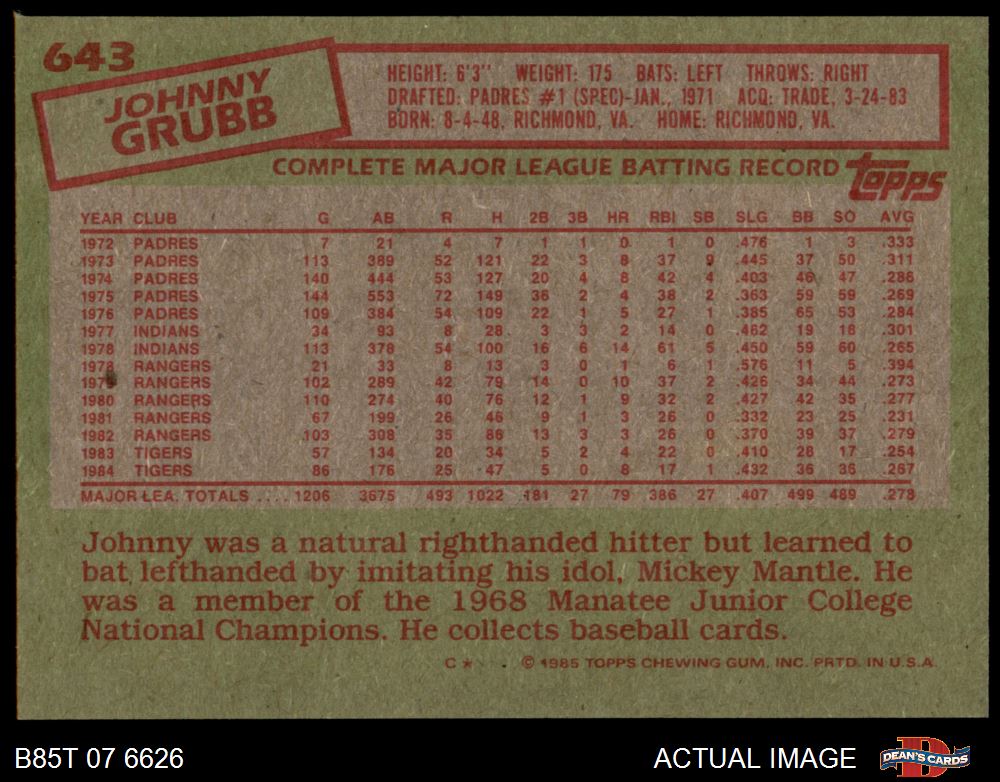 643
JOHNNY
GRUBB
HEIGHT: 6'3" WEIGHT: 175 BATS: LEFT THROWS: RIGHT
DRAFTED: PADRES #1 (SPEC)-JAN., 1971 ACQ: TRADE, 3-24-83
BORN: 8-4-48, RICHMOND, VA. HOME: RICHMOND, VA.
COMPLETE MAJOR LEAGUE BATTING RECORD
Topps
YEAR CLUB G AB R H 2B 3B HR RBI SB SLG BB SO AVG
1972 PADRES 7 21 4 7 1 1 0 1 0 .476 1 3 .333
1973 PADRES 113 389 52 121 22 3 8 37 9 .445 37 50 .311
1974 PADRES 140 444 53 127 20 4 8 42 4 .403 46 47 .286
1975 PADRES 144 553 72 149 36 2 4 38 2 .363 59 59 .269
1976 PADRES 109 384 54 109 22 1 5 27 1 .385 65 53 .284
1977 INDIANS 34 93 8 28 3 3 2 14 0 .462 19 18 .301
1978 INDIANS 113 378 54 100 16 6 14 61 5 .450 59 60 .265
1978 RANGERS 21 33 8 13 3 0 1 6 1 .576 11 5 .394
1979 RANGERS 102 289 42 79 14 0 10 37 2 .426 34 44 .273
1980 RANGERS 110 274 40 76 12 1 9 32 2 .427 42 35 .277
1981 RANGERS 67 199 26 46 9 1 3 26 0 .332 23 25 .231
1982 RANGERS 103 308 35 86 13 3 3 26 0 .370 39 37 .279
1983 TIGERS 57 134 20 34 5 2 4 22 0 .410 28 17 .254
1984 TIGERS 86 176 25 47 5 0 8 17 1 .432 36 36 .267
MAJOR LEA. TOTALS .... 1206 3675 493 1022 181 27 79 386 27 .407 499 489 .278
Johnny was a natural righthanded hitter but learned to
bat lefthanded by imitating his idol, Mickey Mantle. He
was a member of the 1968 Manatee Junior College
National Champions. He collects baseball cards.
C* © 1985 TOPPS CHEWING GUM, INC. PRTD. IN U.S.A.
B85T 07 6626
ACTUAL IMAGE
DEAN'S CARDS